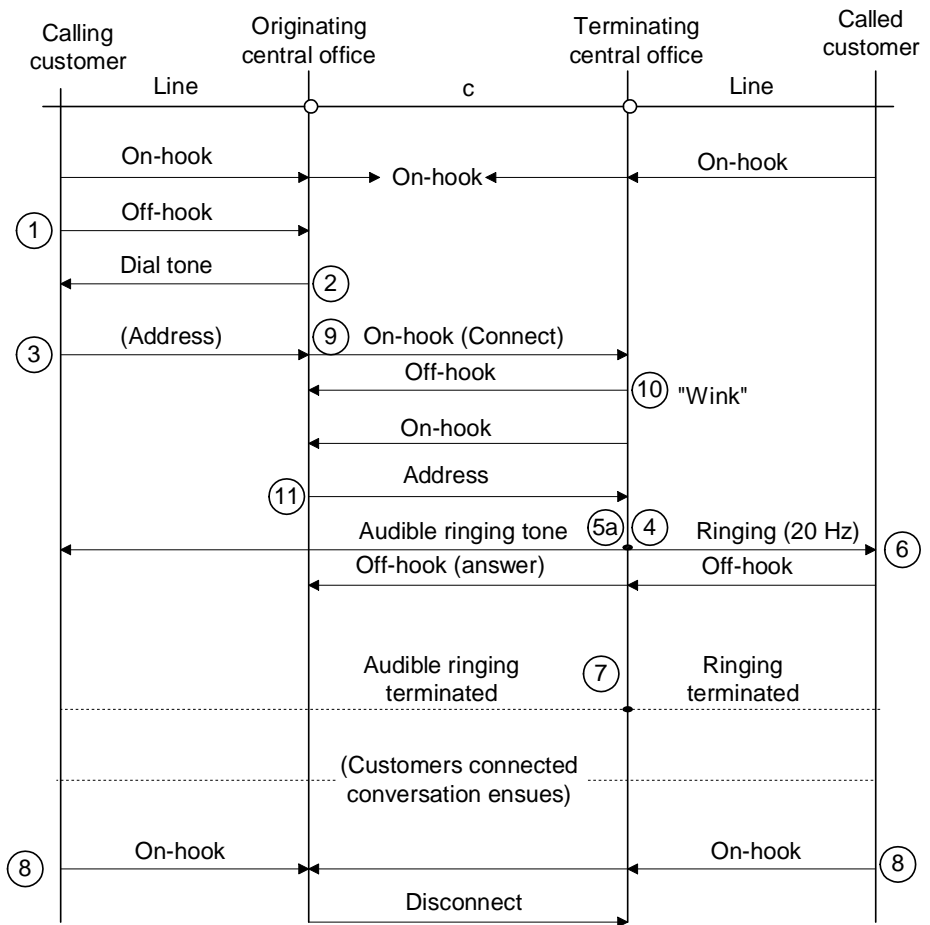 Calling
customer
Originating
central office
Terminating
central office
Called
customer
Line
c
Line
On-hook
On-hook
On-hook
1
Off-hook
Dial tone
2
3
(Address)
9
On-hook (Connect)
Off-hook
10
"Wink"
On-hook
11
Address
Audible ringing tone
5a
4
Ringing (20 Hz)
6
Off-hook (answer)
Off-hook
Audible ringing
terminated
7
Ringing
terminated
(Customers connected
conversation ensues)
8
On-hook
On-hook
8
Disconnect